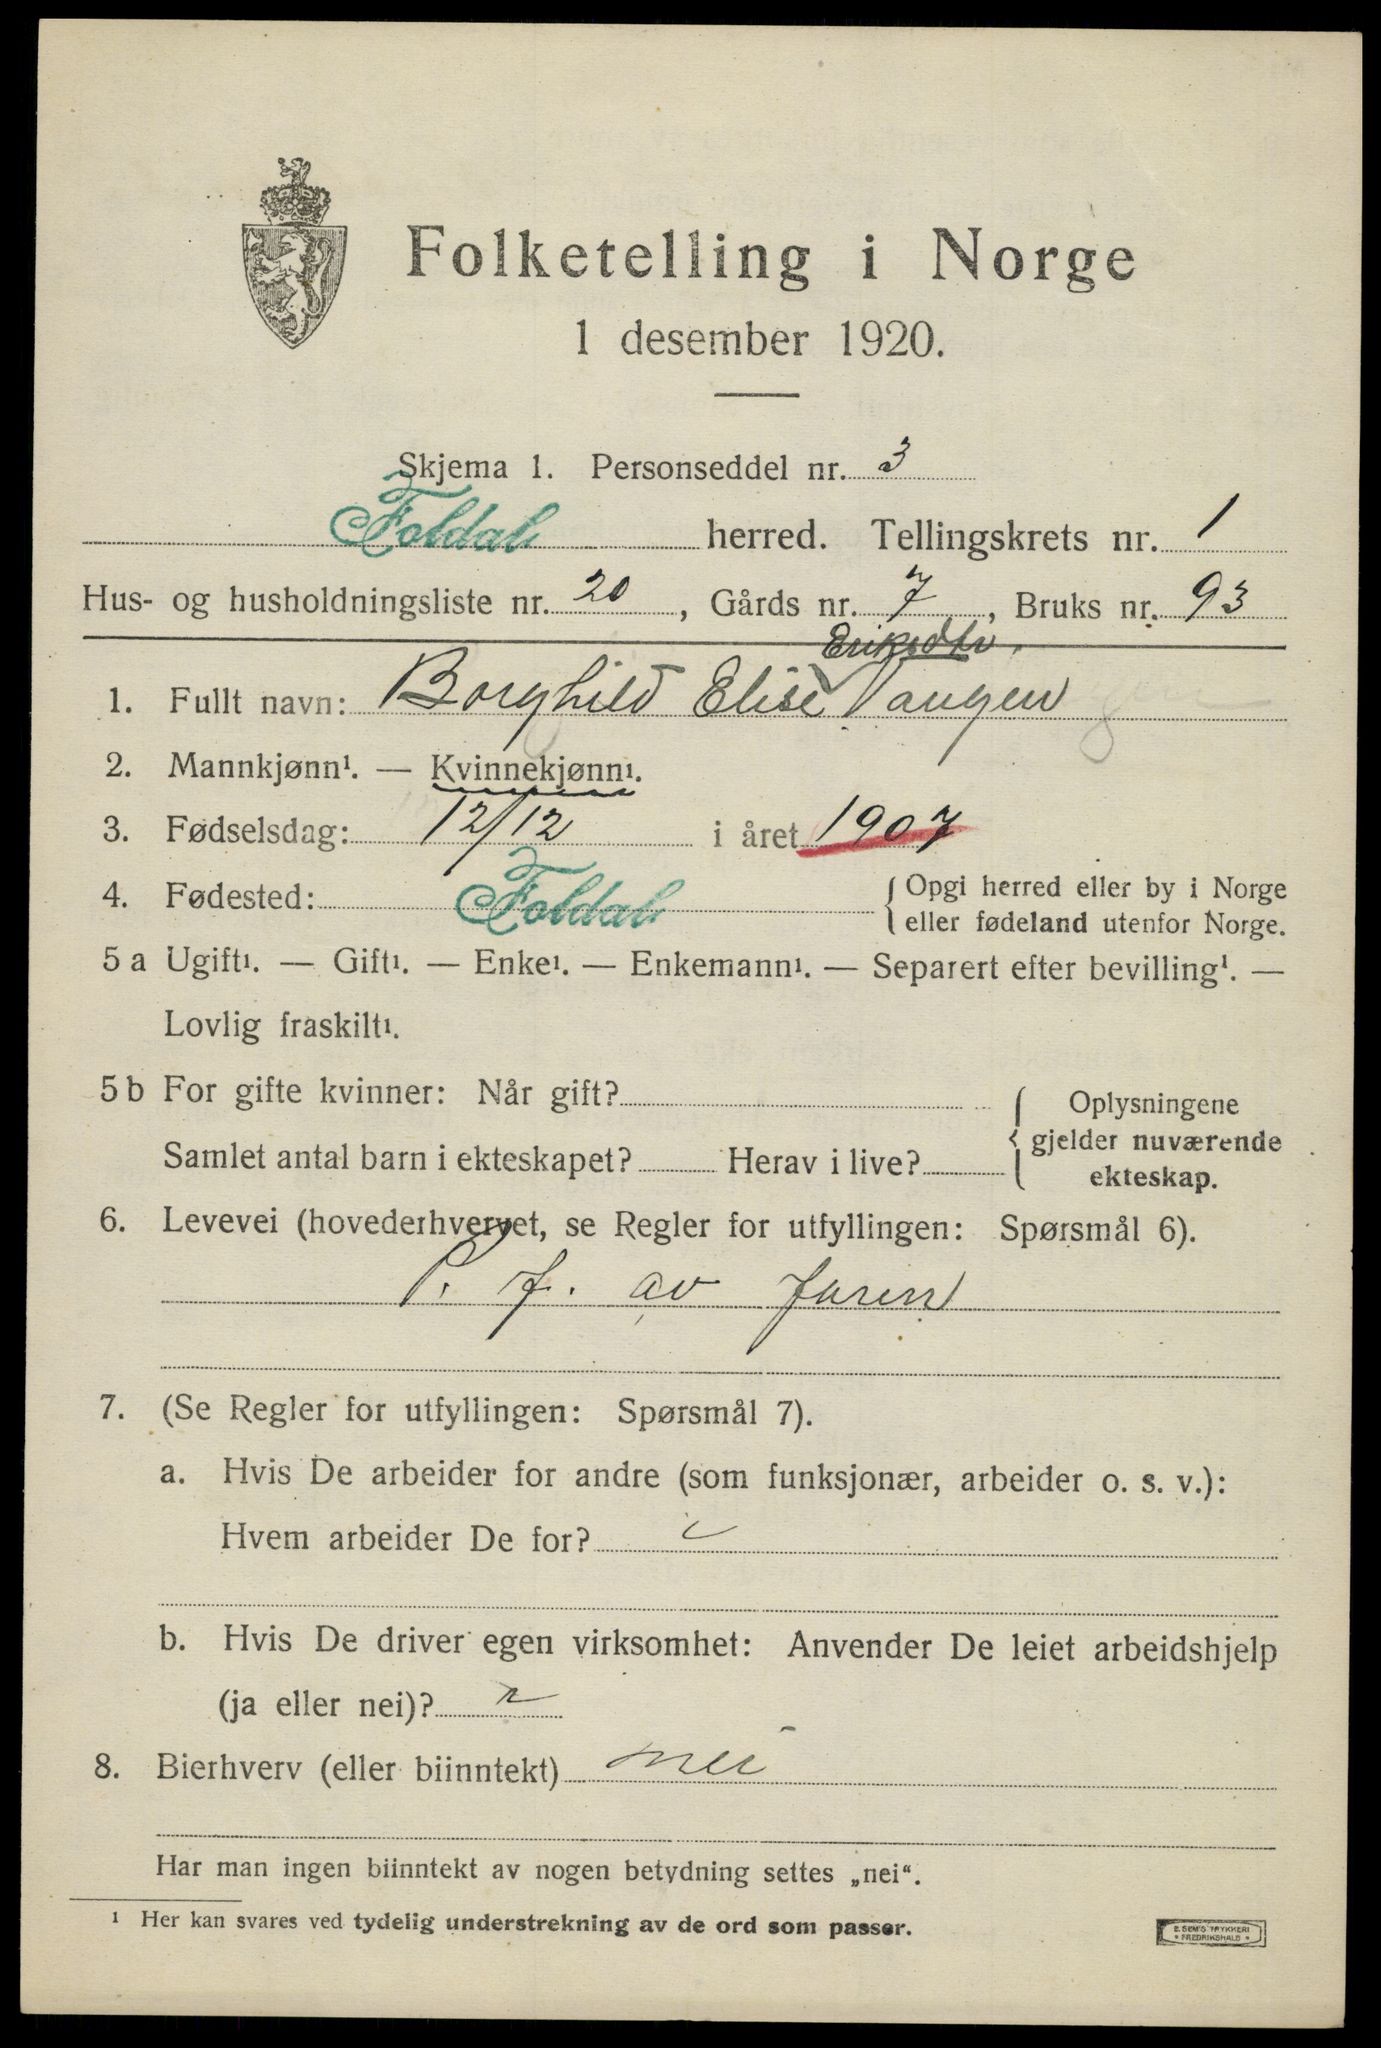 Folketelling i Norge
1 desember 1920.
Skjema 1. Personseddel nr. 3
Foldal herred. Tellingskrets nr. 1
Hus- og husholdningsliste nr. 20, Gårds nr. 7, Bruks nr. 93
Eriksdtr.
1. Fullt navn: Borghild Elise Vangen
2. Mannkjønn¹. — Kvinnekjønn¹.
3. Fødselsdag: 12/12 i året 1907
4. Fødested: Foldal { Opgi herred eller by i Norge
eller fødeland utenfor Norge.
5 a Ugift¹. — Gift¹. — Enke¹. — Enkemann¹. — Separert efter bevilling¹. —
Lovlig fraskilt¹.
5 b For gifte kvinner: Når gift? { Oplysningene
gjelder nuværende
ekteskap.
Samlet antal barn i ekteskapet? Herav i live?
6. Levevei (hovederhvervet, se Regler for utfyllingen: Spørsmål 6).
P. f. av faren
7. (Se Regler for utfyllingen: Spørsmål 7).
a. Hvis De arbeider for andre (som funksjonær, arbeider o. s. v.):
Hvem arbeider De for?
b. Hvis De driver egen virksomhet: Anvender De leiet arbeidshjelp
(ja eller nei)?
8. Bierhverv (eller biinntekt) nei
Har man ingen biinntekt av nogen betydning settes „nei“.
¹ Her kan svares ved tydelig understrekning av de ord som passer.
E. SEM'S TRYKKERI
* FREDRIKSHALD *